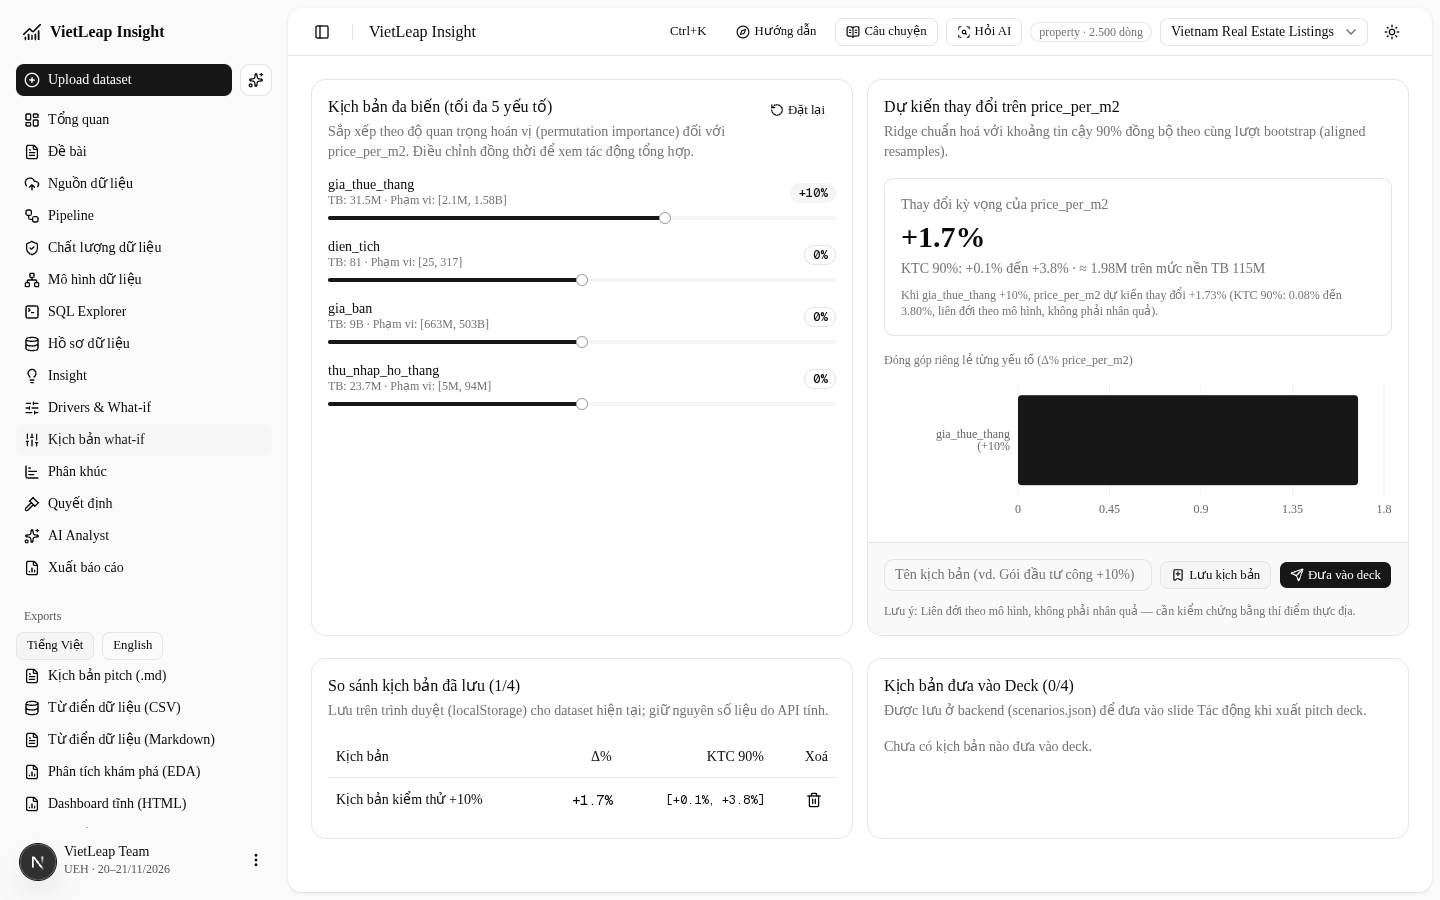 VietLeap Insight
Upload dataset
Tổng quan
Đề bài
Nguồn dữ liệu
Pipeline
Chất lượng dữ liệu
Mô hình dữ liệu
SQL Explorer
Hồ sơ dữ liệu
Insight
Drivers & What-if
Kịch bản what-if
Phân khúc
Quyết định
AI Analyst
Xuất báo cáo
Exports
Tiếng Việt
English
Kịch bản pitch (.md)
Từ điển dữ liệu (CSV)
Từ điển dữ liệu (Markdown)
Phân tích khám phá (EDA)
Dashboard tĩnh (HTML)
N
VietLeap Team
UEH · 20–21/11/2026
VietLeap Insight
Ctrl+K
Hướng dẫn
Câu chuyện
Hỏi AI
property · 2.500 dòng
Vietnam Real Estate Listings
Kịch bản đa biến (tối đa 5 yếu tố)
Đặt lại
Sắp xếp theo độ quan trọng hoán vị (permutation importance) đối với
price_per_m2. Điều chỉnh đồng thời để xem tác động tổng hợp.
gia_thue_thang
TB: 31.5M · Phạm vi: [2.1M, 1.58B]
+10%
dien_tich
TB: 81 · Phạm vi: [25, 317]
0%
gia_ban
TB: 9B · Phạm vi: [663M, 503B]
0%
thu_nhap_ho_thang
TB: 23.7M · Phạm vi: [5M, 94M]
0%
Dự kiến thay đổi trên price_per_m2
Ridge chuẩn hoá với khoảng tin cậy 90% đồng bộ theo cùng lượt bootstrap (aligned
resamples).
Thay đổi kỳ vọng của price_per_m2
+1.7%
KTC 90%: +0.1% đến +3.8% · ≈ 1.98M trên mức nền TB 115M
Khi gia_thue_thang +10%, price_per_m2 dự kiến thay đổi +1.73% (KTC 90%: 0.08% đến
3.80%, liên đới theo mô hình, không phải nhân quả).
Đóng góp riêng lẻ từng yếu tố (Δ% price_per_m2)
gia_thue_thang
(+10%
0
0.45
0.9
1.35
1.8
Tên kịch bản (vd. Gói đầu tư công +10%)
Lưu kịch bản
Đưa vào deck
Lưu ý: Liên đới theo mô hình, không phải nhân quả — cần kiểm chứng bằng thí điểm thực địa.
So sánh kịch bản đã lưu (1/4)
Lưu trên trình duyệt (localStorage) cho dataset hiện tại; giữ nguyên số liệu do API tính.
Kịch bản
Δ%
KTC 90%
Xoá
Kịch bản kiểm thử +10%
+1.7%
[+0.1%, +3.8%]
Kịch bản đưa vào Deck (0/4)
Được lưu ở backend (scenarios.json) để đưa vào slide Tác động khi xuất pitch deck.
Chưa có kịch bản nào đưa vào deck.